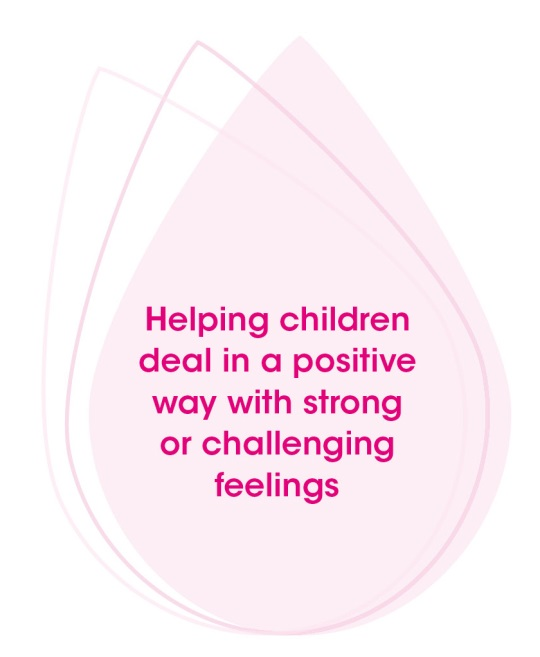 Helping children
deal in a positive
way with strong
or challenging
feelings